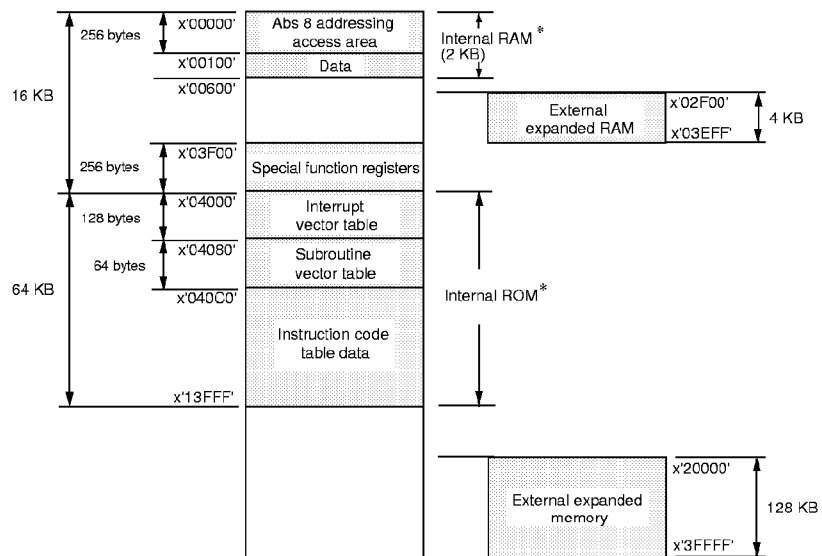 x'00000'
256 bytes
Abs 8 addressing
access area
Internal RAM*
(2 KB)
x'00100'
Data
x'00600'
16 KB
External
expanded RAM
x'02F00'
x'03EFF'
4 KB
x'03F00'
256 bytes
Special function registers
x'04000'
128 bytes
Interrupt
vector table
x'04080'
64 bytes
Subroutine
vector table
64 KB
x'040C0'
Internal ROM*
Instruction code
table data
x'13FFF'
x'20000'
External expanded
memory
128 KB
x'3FFFF'